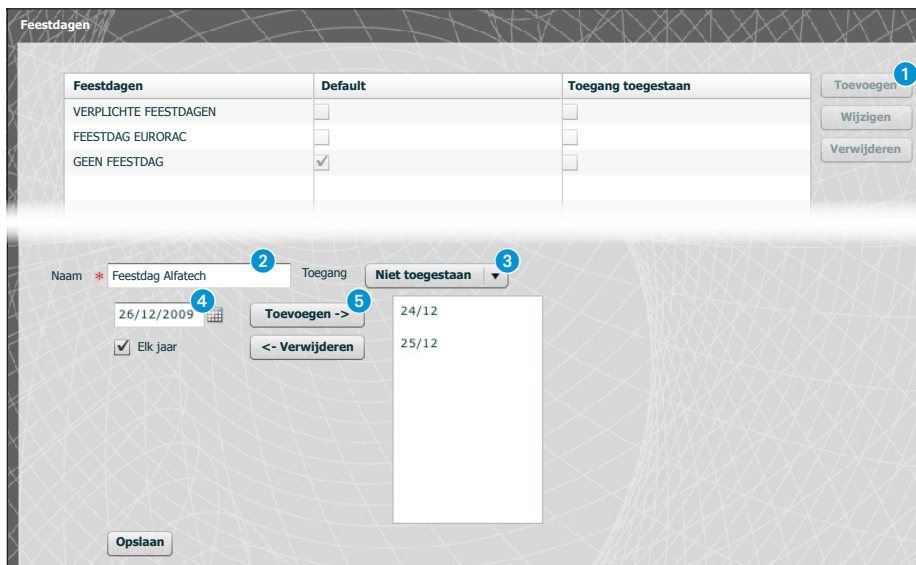 Feestdagen
Feestdagen Default Toegang toegestaan
Toevoegen 1
VERPLICHTE FEESTDAGEN
Wijzigen
FEESTDAG EURORAC
Verwijderen
GEEN FEESTDAG
Naam * Feestdag Alfatech 2 Toegang Niet toegestaan 3
26/12/2009 4 Toevoegen -> 5 24/12
Elk jaar <- Verwijderen 25/12
Opslaan